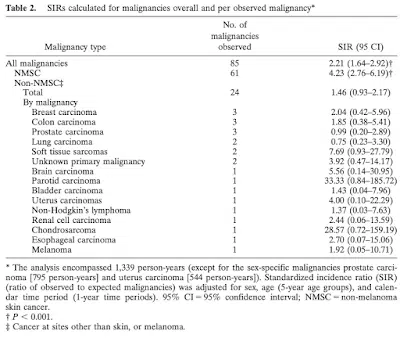 Table 2. SIRs calculated for malignancies overall and per observed malignancy*
Malignancy type No. of malignancies observed SIR (95 CI)
All malignancies 85 2.21 (1.64–2.92)†
NMSC 61 4.23 (2.76–6.19)†
Non-NMSC‡
Total 24 1.46 (0.93–2.17)
By malignancy
Breast carcinoma 3 2.04 (0.42–5.96)
Colon carcinoma 3 1.85 (0.38–5.41)
Prostate carcinoma 3 0.99 (0.20–2.89)
Lung carcinoma 2 0.75 (0.23–3.30)
Soft tissue sarcomas 2 7.69 (0.93–27.79)
Unknown primary malignancy 2 3.92 (0.47–14.17)
Brain carcinoma 1 5.56 (0.14–30.95)
Parotid carcinoma 1 33.33 (0.84–185.72)
Bladder carcinoma 1 1.43 (0.04–7.96)
Uterus carcinomas 1 4.00 (0.10–22.29)
Non-Hodgkin's lymphoma 1 1.37 (0.03–7.63)
Renal cell carcinoma 1 2.44 (0.06–13.59)
Chondrosarcoma 1 28.57 (0.72–159.19)
Esophageal carcinoma 1 2.70 (0.07–15.06)
Melanoma 1 1.92 (0.05–10.71)
* The analysis encompassed 1,339 person-years (except for the sex-specific malignancies prostate carci-
noma [795 person-years] and uterus carcinoma [544 person-years]). Standardized incidence ratio (SIR)
(ratio of observed to expected malignancies) was adjusted for sex, age (5-year age groups), and calen-
dar time period (1-year time periods). 95% CI = 95% confidence interval; NMSC = non-melanoma
skin cancer.
† P < 0.001.
‡ Cancer at sites other than skin, or melanoma.